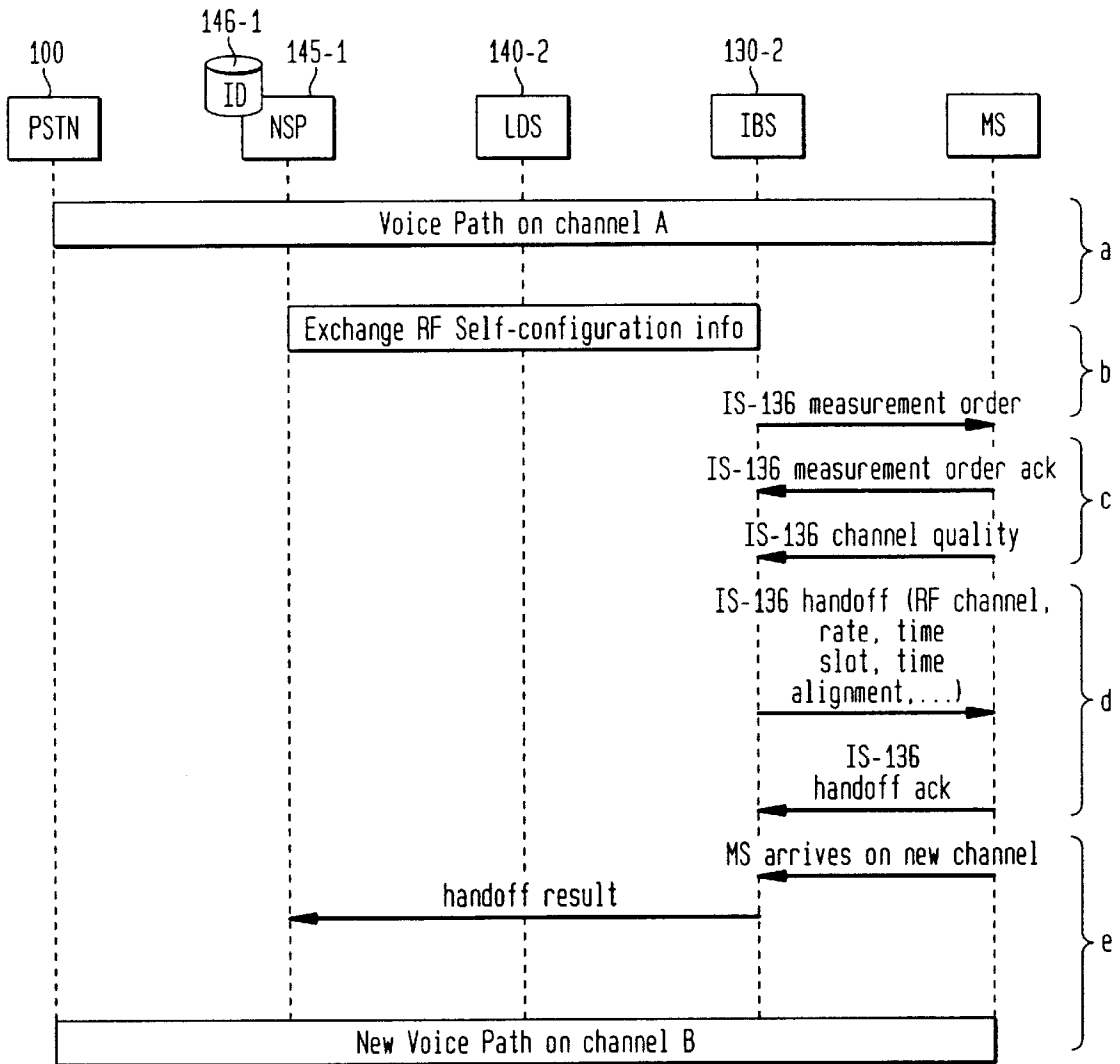 146-1
100
145-1
140-2
130-2
ID
PSTN
NSP
LDS
IBS
MS
Voice Path on channel A
a
Exchange RF Self-configuration info
b
IS-136 measurement order
IS-136 measurement order ack
c
IS-136 channel quality
IS-136 handoff (RF channel,
rate, time
slot, time
alignment,...)
d
IS-136
handoff ack
MS arrives on new channel
handoff result
e
New Voice Path on channel B